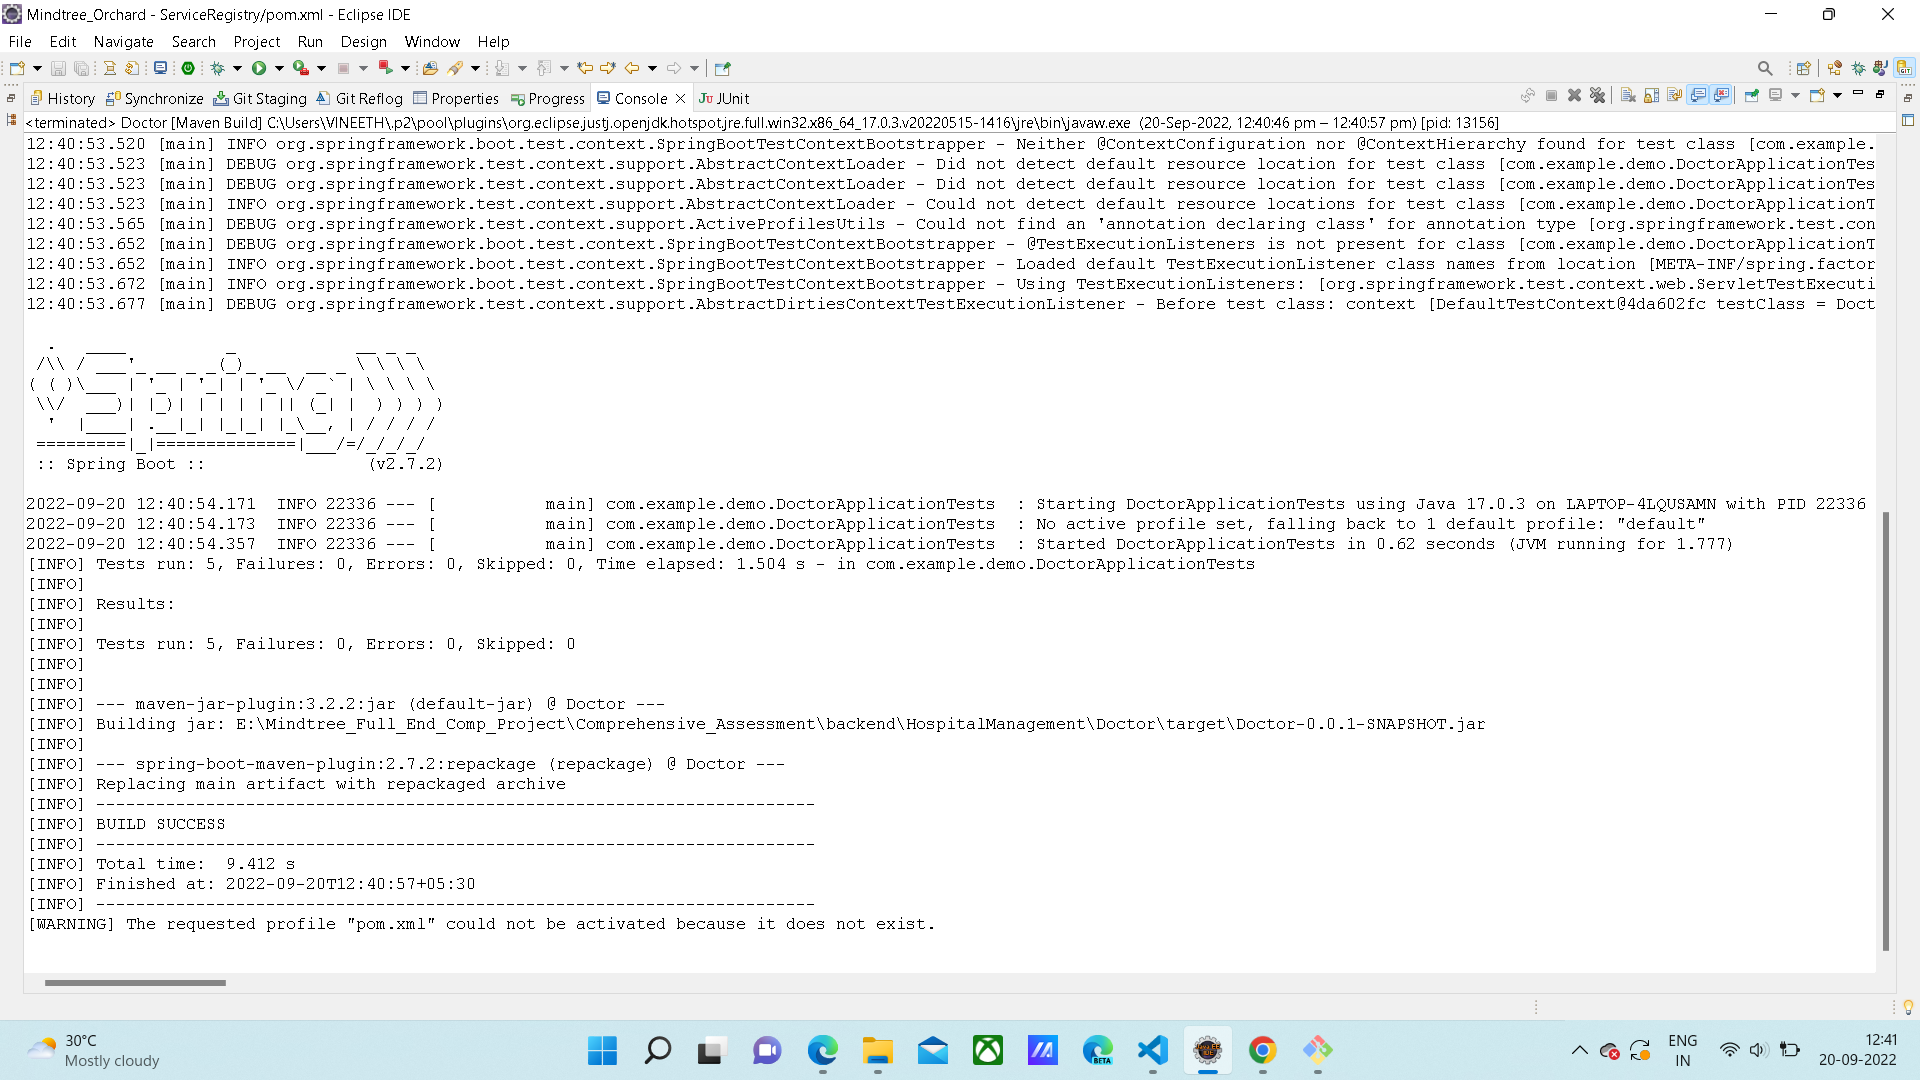 Mindtree_Orchard - ServiceRegistry/pom.xml - Eclipse IDE
File Edit Navigate Search Project Run Design Window Help
History Synchronize Git Staging Git Reflog Properties Progress Console JUnit
<terminated> Doctor [Maven Build] C:\Users\VINEETH\.p2\pool\plugins\org.eclipse.justj.openjdk.hotspot.jre.full.win32.x86_64_17.0.3.v20220515-1416\jre\bin\javaw.exe (20-Sep-2022, 12:40:46 pm – 12:40:57 pm) [pid: 13156]
12:40:53.520 [main] INFO org.springframework.boot.test.context.SpringBootTestContextBootstrapper - Neither @ContextConfiguration nor @ContextHierarchy found for test class [com.example.
12:40:53.523 [main] DEBUG org.springframework.test.context.support.AbstractContextLoader - Did not detect default resource location for test class [com.example.demo.DoctorApplicationTes
12:40:53.523 [main] DEBUG org.springframework.test.context.support.AbstractContextLoader - Did not detect default resource location for test class [com.example.demo.DoctorApplicationTes
12:40:53.523 [main] INFO org.springframework.test.context.support.AbstractContextLoader - Could not detect default resource locations for test class [com.example.demo.DoctorApplicationT
12:40:53.565 [main] DEBUG org.springframework.test.context.support.ActiveProfilesUtils - Could not find an 'annotation declaring class' for annotation type [org.springframework.test.con
12:40:53.652 [main] DEBUG org.springframework.boot.test.context.SpringBootTestContextBootstrapper - @TestExecutionListeners is not present for class [com.example.demo.DoctorApplicationT
12:40:53.652 [main] INFO org.springframework.boot.test.context.SpringBootTestContextBootstrapper - Loaded default TestExecutionListener class names from location [META-INF/spring.factor
12:40:53.672 [main] INFO org.springframework.boot.test.context.SpringBootTestContextBootstrapper - Using TestExecutionListeners: [org.springframework.test.context.web.ServletTestExecuti
12:40:53.677 [main] DEBUG org.springframework.test.context.support.AbstractDirtiesContextTestExecutionListener - Before test class: context [DefaultTestContext@4da602fc testClass = Doct
:: Spring Boot :: (v2.7.2)
2022-09-20 12:40:54.171 INFO 22336 --- [ main] com.example.demo.DoctorApplicationTests : Starting DoctorApplicationTests using Java 17.0.3 on LAPTOP-4LQUSAMN with PID 22336
2022-09-20 12:40:54.173 INFO 22336 --- [ main] com.example.demo.DoctorApplicationTests : No active profile set, falling back to 1 default profile: "default"
2022-09-20 12:40:54.357 INFO 22336 --- [ main] com.example.demo.DoctorApplicationTests : Started DoctorApplicationTests in 0.62 seconds (JVM running for 1.777)
[INFO] Tests run: 5, Failures: 0, Errors: 0, Skipped: 0, Time elapsed: 1.504 s - in com.example.demo.DoctorApplicationTests
[INFO]
[INFO] Results:
[INFO]
[INFO] Tests run: 5, Failures: 0, Errors: 0, Skipped: 0
[INFO]
[INFO]
[INFO] --- maven-jar-plugin:3.2.2:jar (default-jar) @ Doctor ---
[INFO] Building jar: E:\Mindtree_Full_End_Comp_Project\Comprehensive_Assessment\backend\HospitalManagement\Doctor\target\Doctor-0.0.1-SNAPSHOT.jar
[INFO]
[INFO] --- spring-boot-maven-plugin:2.7.2:repackage (repackage) @ Doctor ---
[INFO] Replacing main artifact with repackaged archive
[INFO] ------------------------------------------------------------------------
[INFO] BUILD SUCCESS
[INFO] ------------------------------------------------------------------------
[INFO] Total time: 9.412 s
[INFO] Finished at: 2022-09-20T12:40:57+05:30
[INFO] ------------------------------------------------------------------------
[WARNING] The requested profile "pom.xml" could not be activated because it does not exist.
30°C
Mostly cloudy
BETA
ENG
IN
12:41
20-09-2022